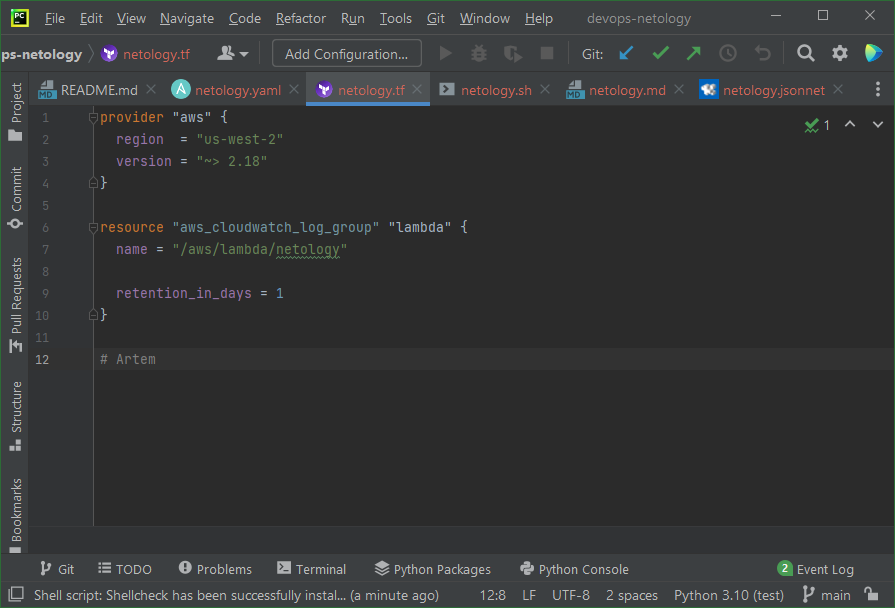 PC File Edit View Navigate Code Refactor Run Tools Git Window Help devops-netology
ps-netology netology.tf Add Configuration... Git:
README.md netology.yaml netology.tf netology.sh netology.md netology.jsonnet
Project
Commit
Pull Requests
Structure
Bookmarks
1 provider "aws" {
2 region = "us-west-2"
3 version = "~> 2.18"
4 }
5
6 resource "aws_cloudwatch_log_group" "lambda" {
7 name = "/aws/lambda/netology"
8
9 retention_in_days = 1
10 }
11
12 # Artem
1
Git TODO Problems Terminal Python Packages Python Console 2 Event Log
Shell script: Shellcheck has been successfully instal... (a minute ago) 12:8 LF UTF-8 2 spaces Python 3.10 (test) main